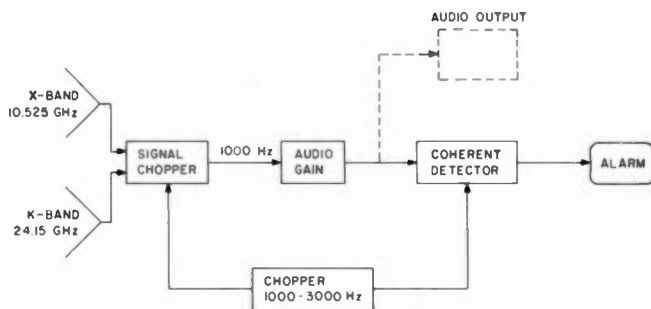 AUDIO OUTPUT
X-BAND
10.525 GHz
SIGNAL
CHOPPER
1000 Hz
AUDIO
GAIN
COHERENT
DETECTOR
ALARM
K-BAND
24.15 GHz
CHOPPER
1000-3000 Hz